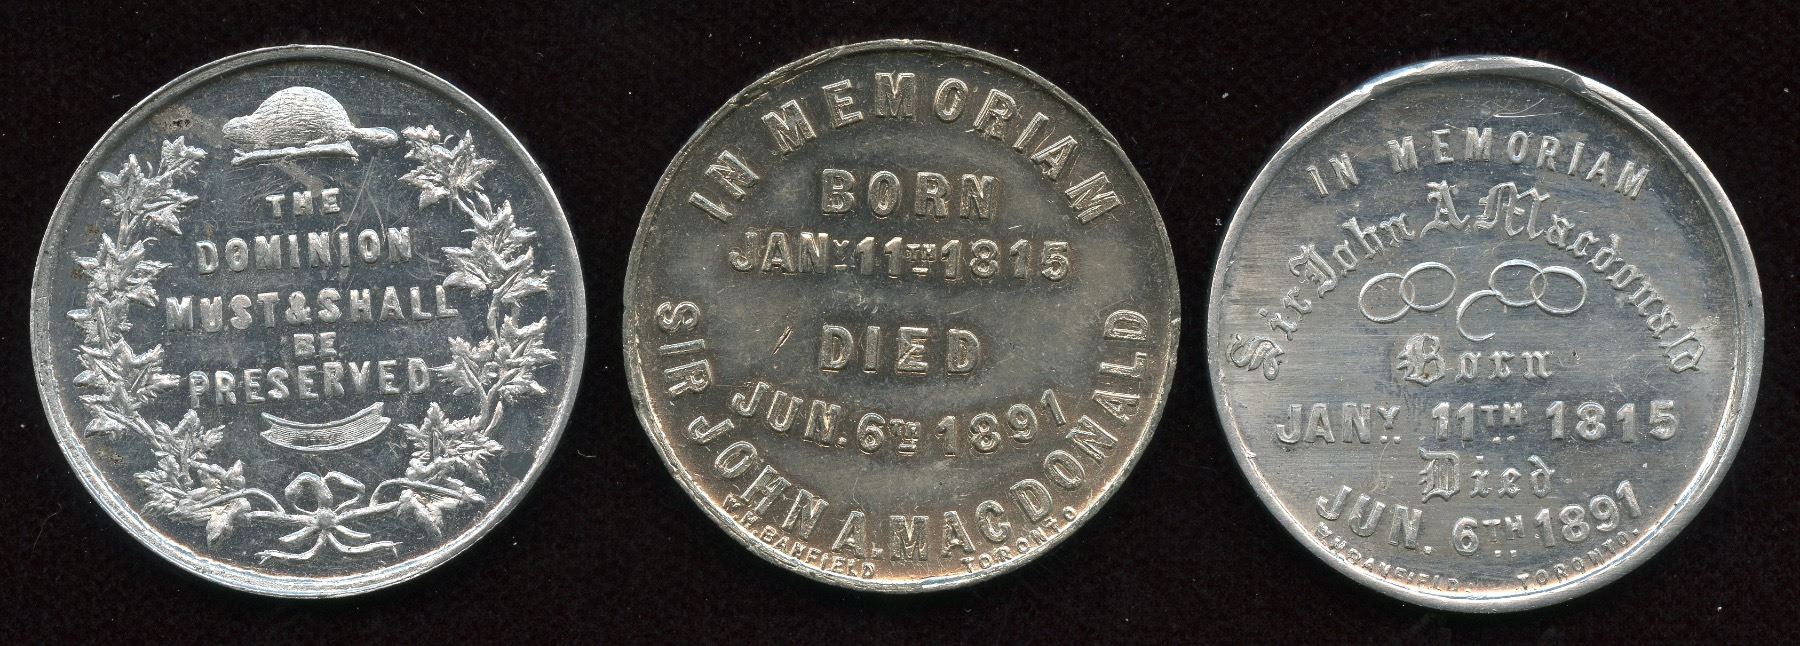 THE
DOMINION
MUST&SHALL
BE
PRESERVED
IN MEMORIAM
BORN
JANY 11TH 1815
DIED
JUN. 6TH 1891
SIR JOHN A. MACDONALD
W.H. BANFIELD TORONTO
IN MEMORIAM
Sir John A Macdonald
Born
JANY. 11TH 1815
Died
JUN. 6TH 1891
W.H. BANFIELD. TORONTO.